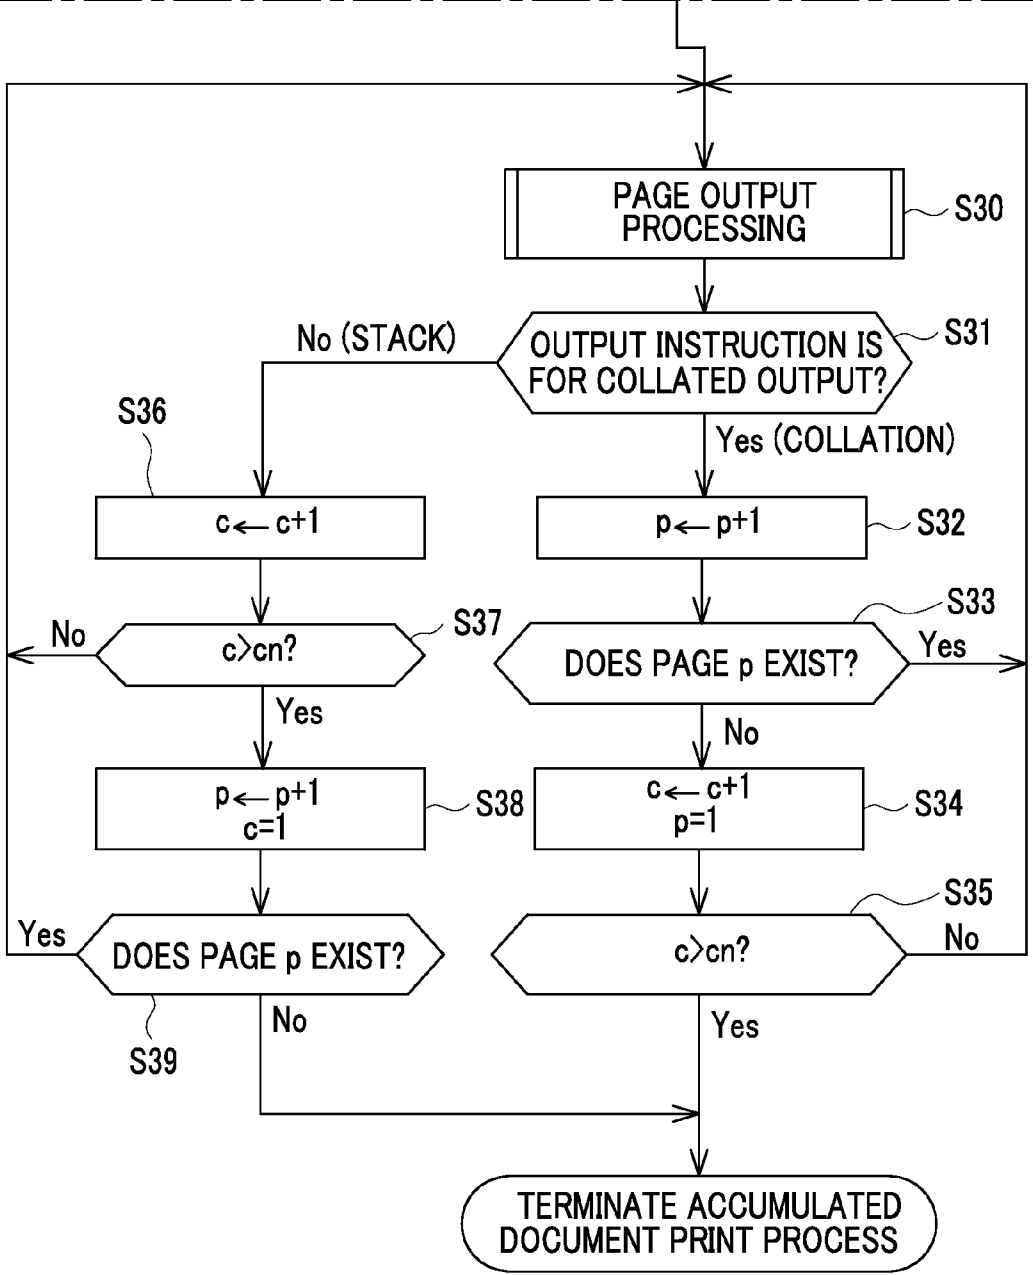 PAGE OUTPUT
PROCESSING
S30
OUTPUT INSTRUCTION IS
FOR COLLATED OUTPUT?
S31
No (STACK)
Yes (COLLATION)
S36
c← c+1
p← p+1
S32
c>cn?
S37
No
Yes
DOES PAGE p EXIST?
S33
Yes
No
p← p+1
c=1
S38
c← c+1
p=1
S34
DOES PAGE p EXIST?
Yes
No
S39
c>cn?
S35
No
Yes
TERMINATE ACCUMULATED
DOCUMENT PRINT PROCESS